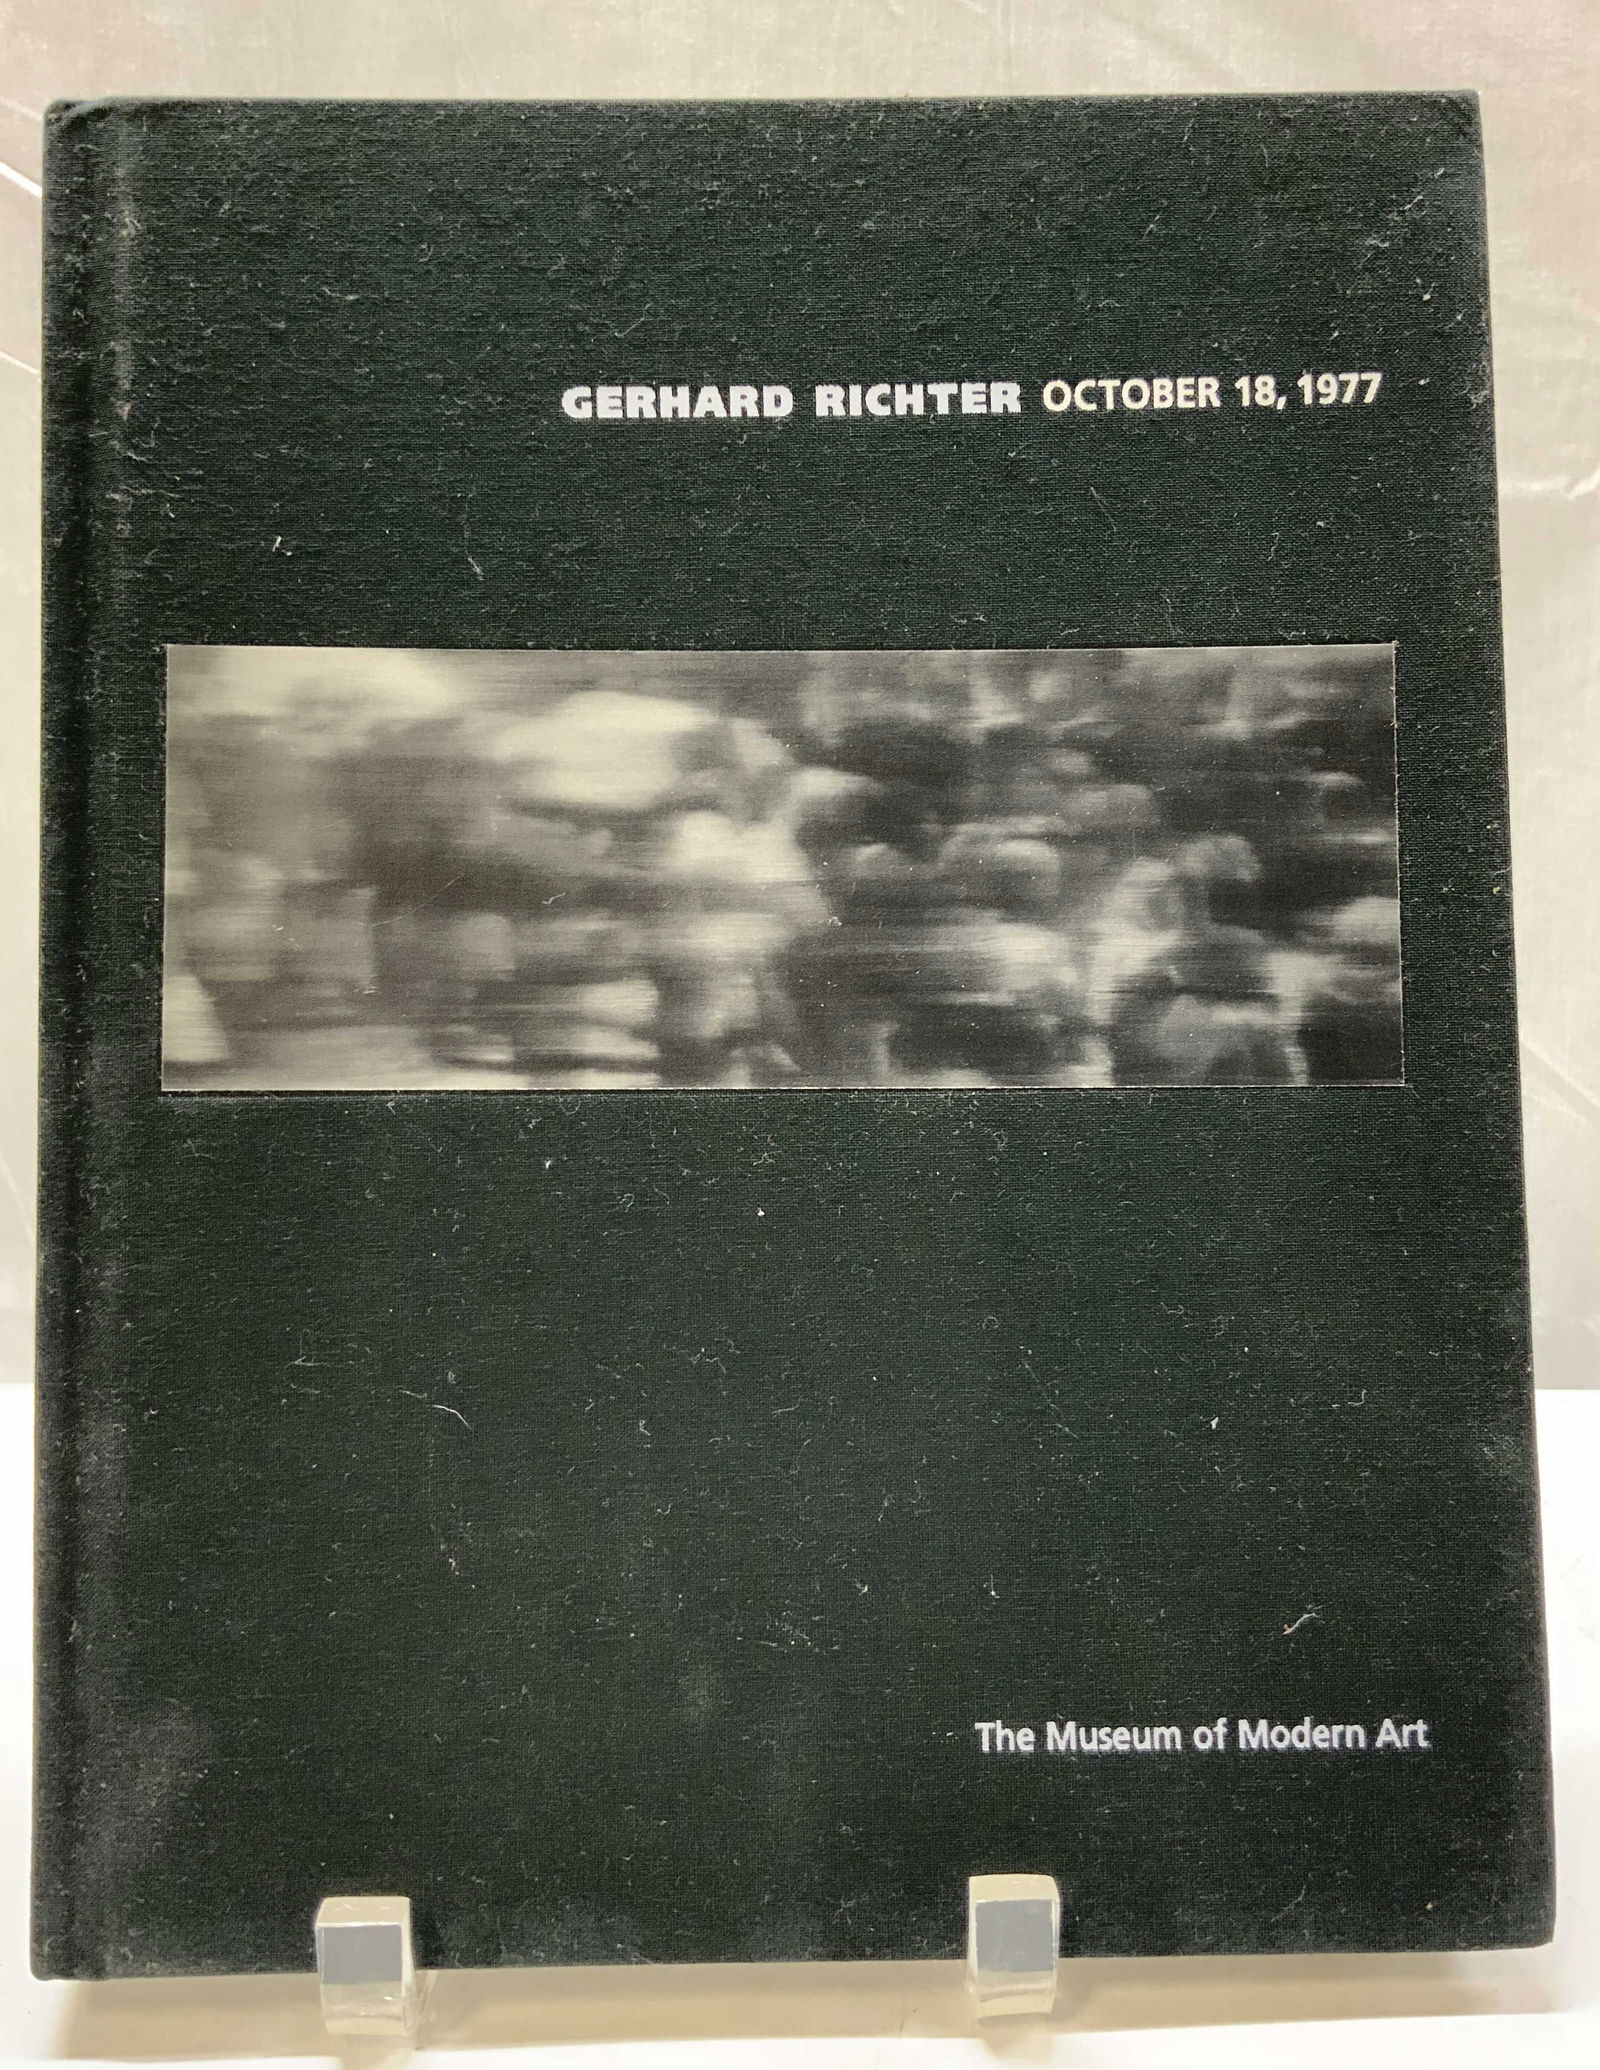 GERHARD RICHTER OCTOBER 18, 1977
The Museum of Modern Art